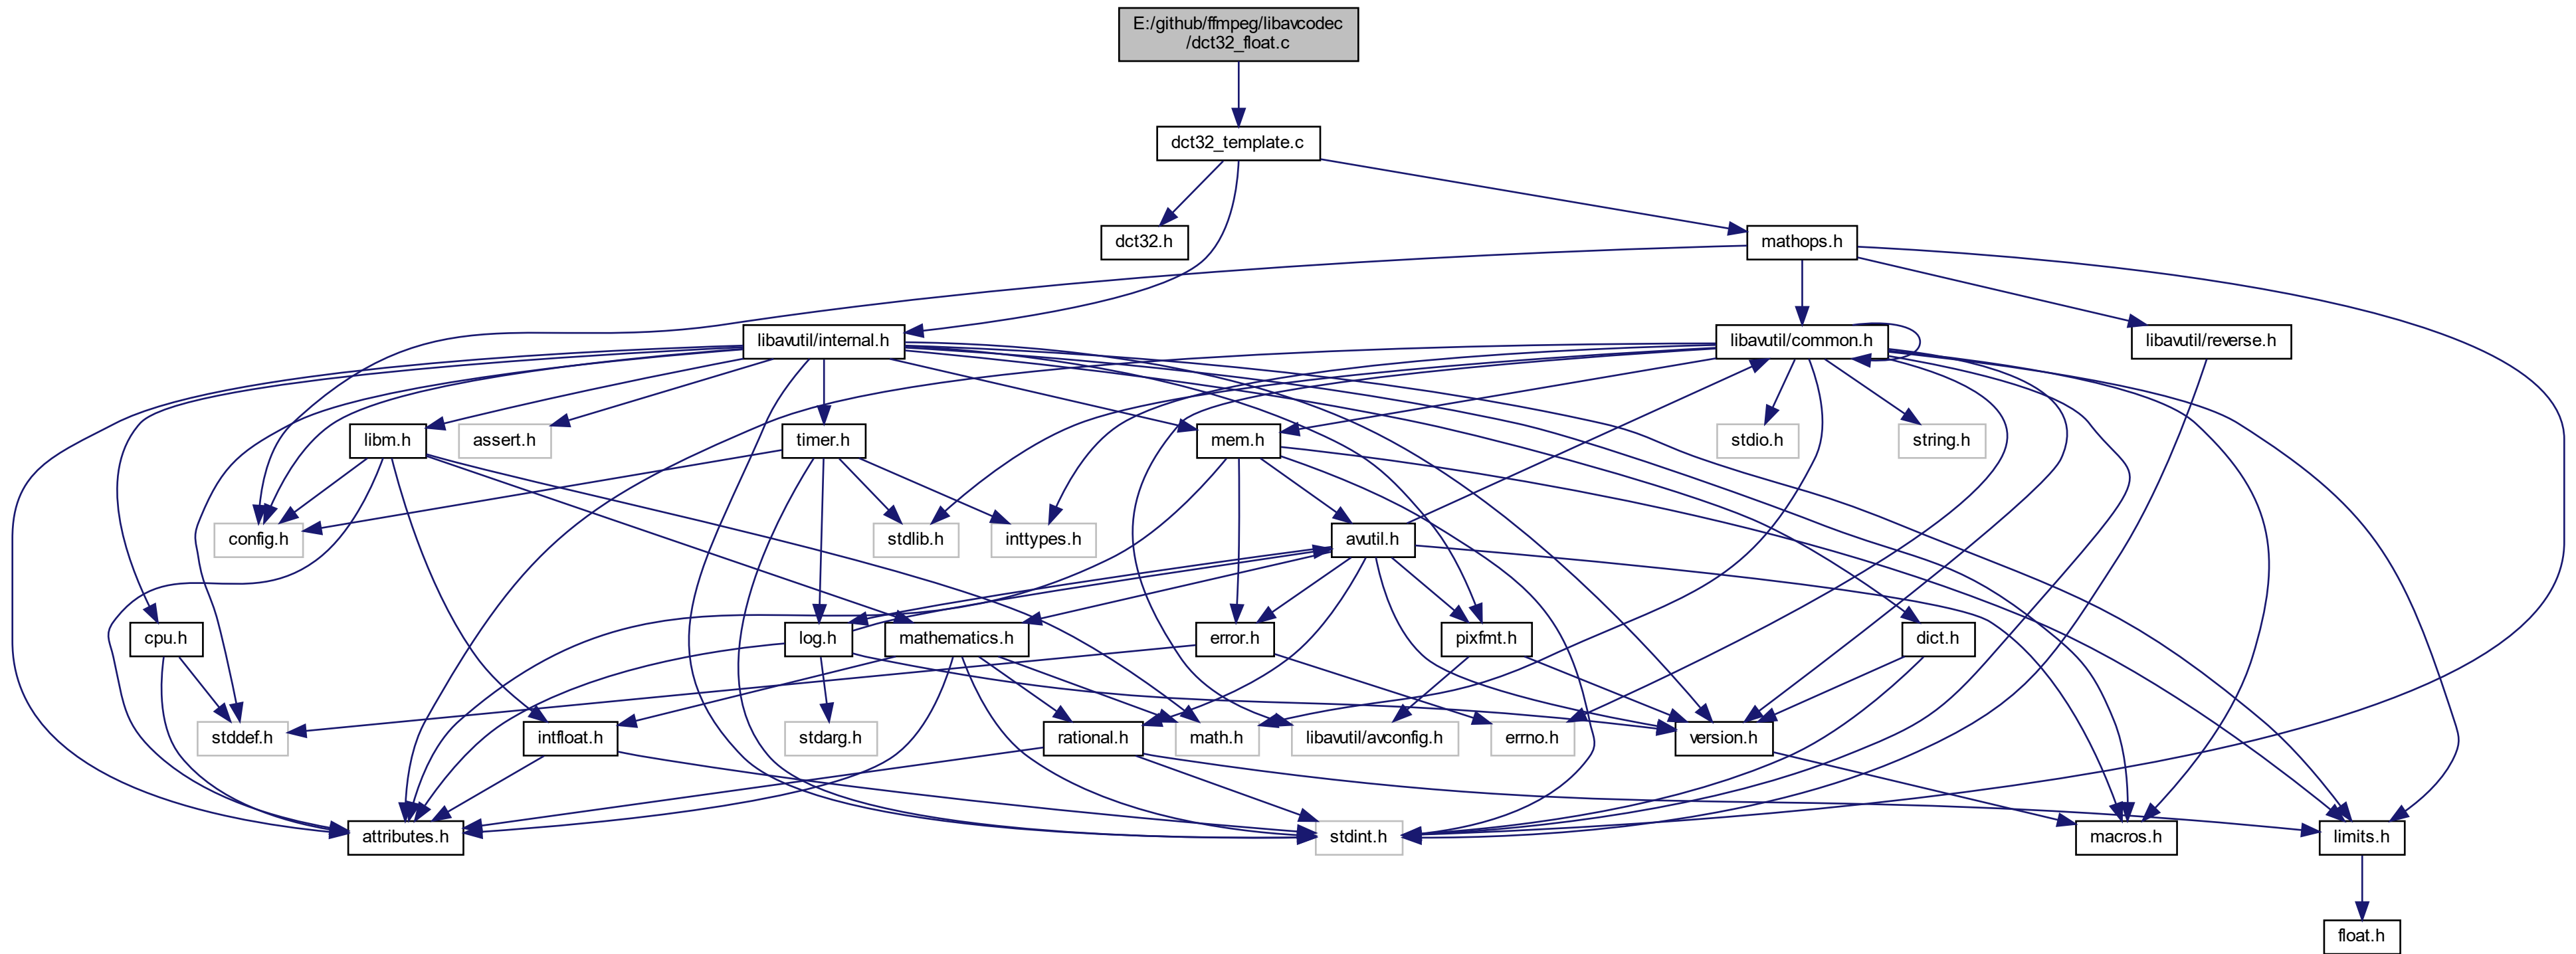 E:/github/ffmpeg/libavcodec
/dct32_float.c
dct32_template.c
dct32.h
mathops.h
libavutil/internal.h
libavutil/common.h
libavutil/reverse.h
libm.h
assert.h
timer.h
mem.h
stdio.h
string.h
config.h
stdlib.h
inttypes.h
avutil.h
cpu.h
log.h
mathematics.h
error.h
pixfmt.h
dict.h
stddef.h
intfloat.h
stdarg.h
rational.h
math.h
libavutil/avconfig.h
errno.h
version.h
attributes.h
stdint.h
macros.h
limits.h
float.h